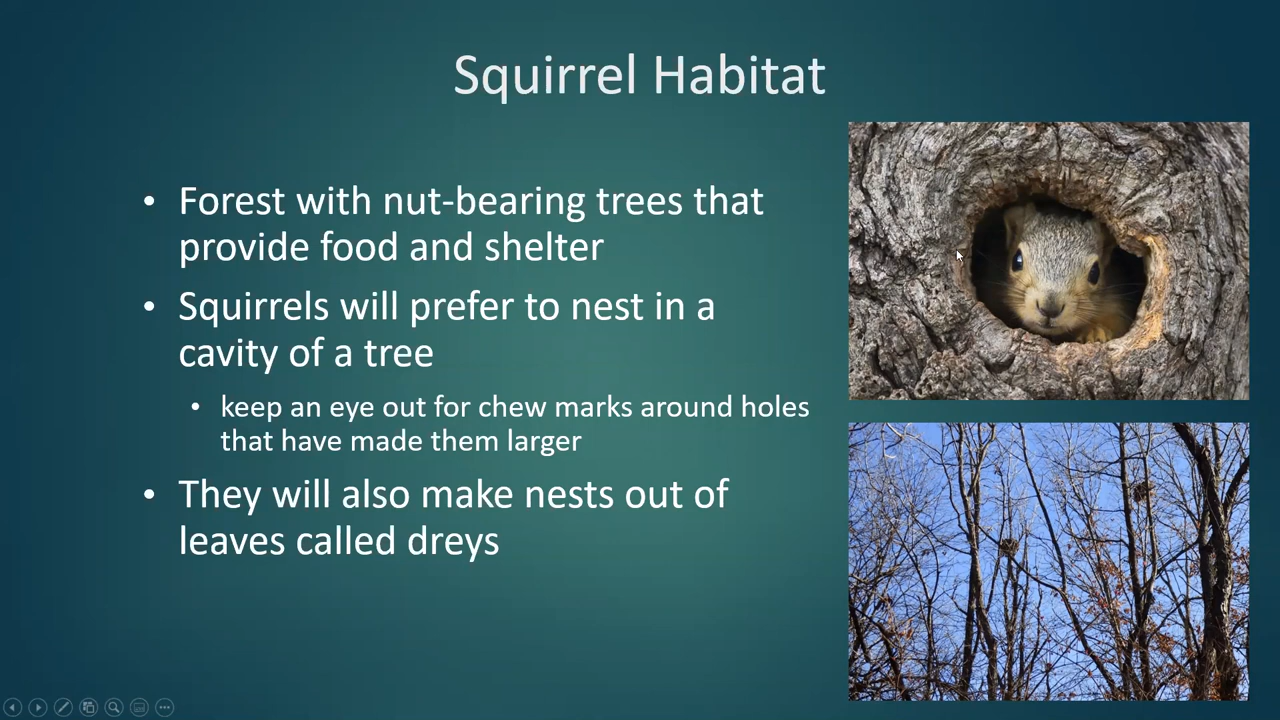 Squirrel Habitat
• Forest with nut-bearing trees that
provide food and shelter
• Squirrels will prefer to nest in a
cavity of a tree
• keep an eye out for chew marks around holes
that have made them larger
• They will also make nests out of
leaves called dreys